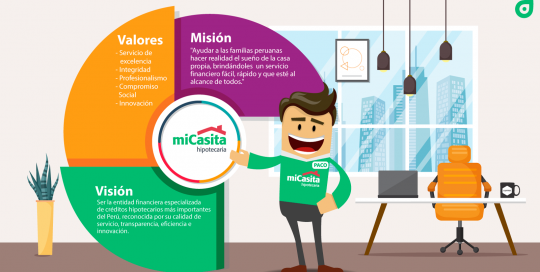 Valores
- Servicio de
excelencia
- Integridad
- Profesionalismo
- Compromiso
Social
- Innovación
Misión
"Ayudar a las familias peruanas
hacer realidad el sueño de la casa
propia, brindándoles un servicio
financiero fácil, rápido y que esté al
alcance de todos."
miCasita
hipotecaria
Visión
Ser la entidad financiera especializada
de créditos hipotecarios más importantes
del Perú, reconocida por su calidad de
servicio, transparencia, eficiencia e
innovación.
PACO
miCasita
hipotecaria